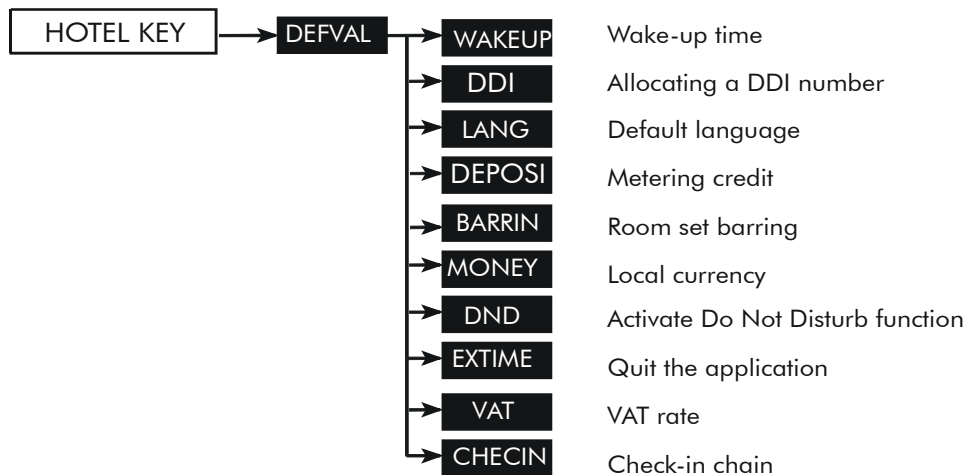 HOTEL KEY DEFVAL WAKEUP Wake-up time
DDI Allocating a DDI number
LANG Default language
DEPOSI Metering credit
BARRIN Room set barring
MONEY Local currency
DND Activate Do Not Disturb function
EXTIME Quit the application
VAT VAT rate
CHECIN Check-in chain